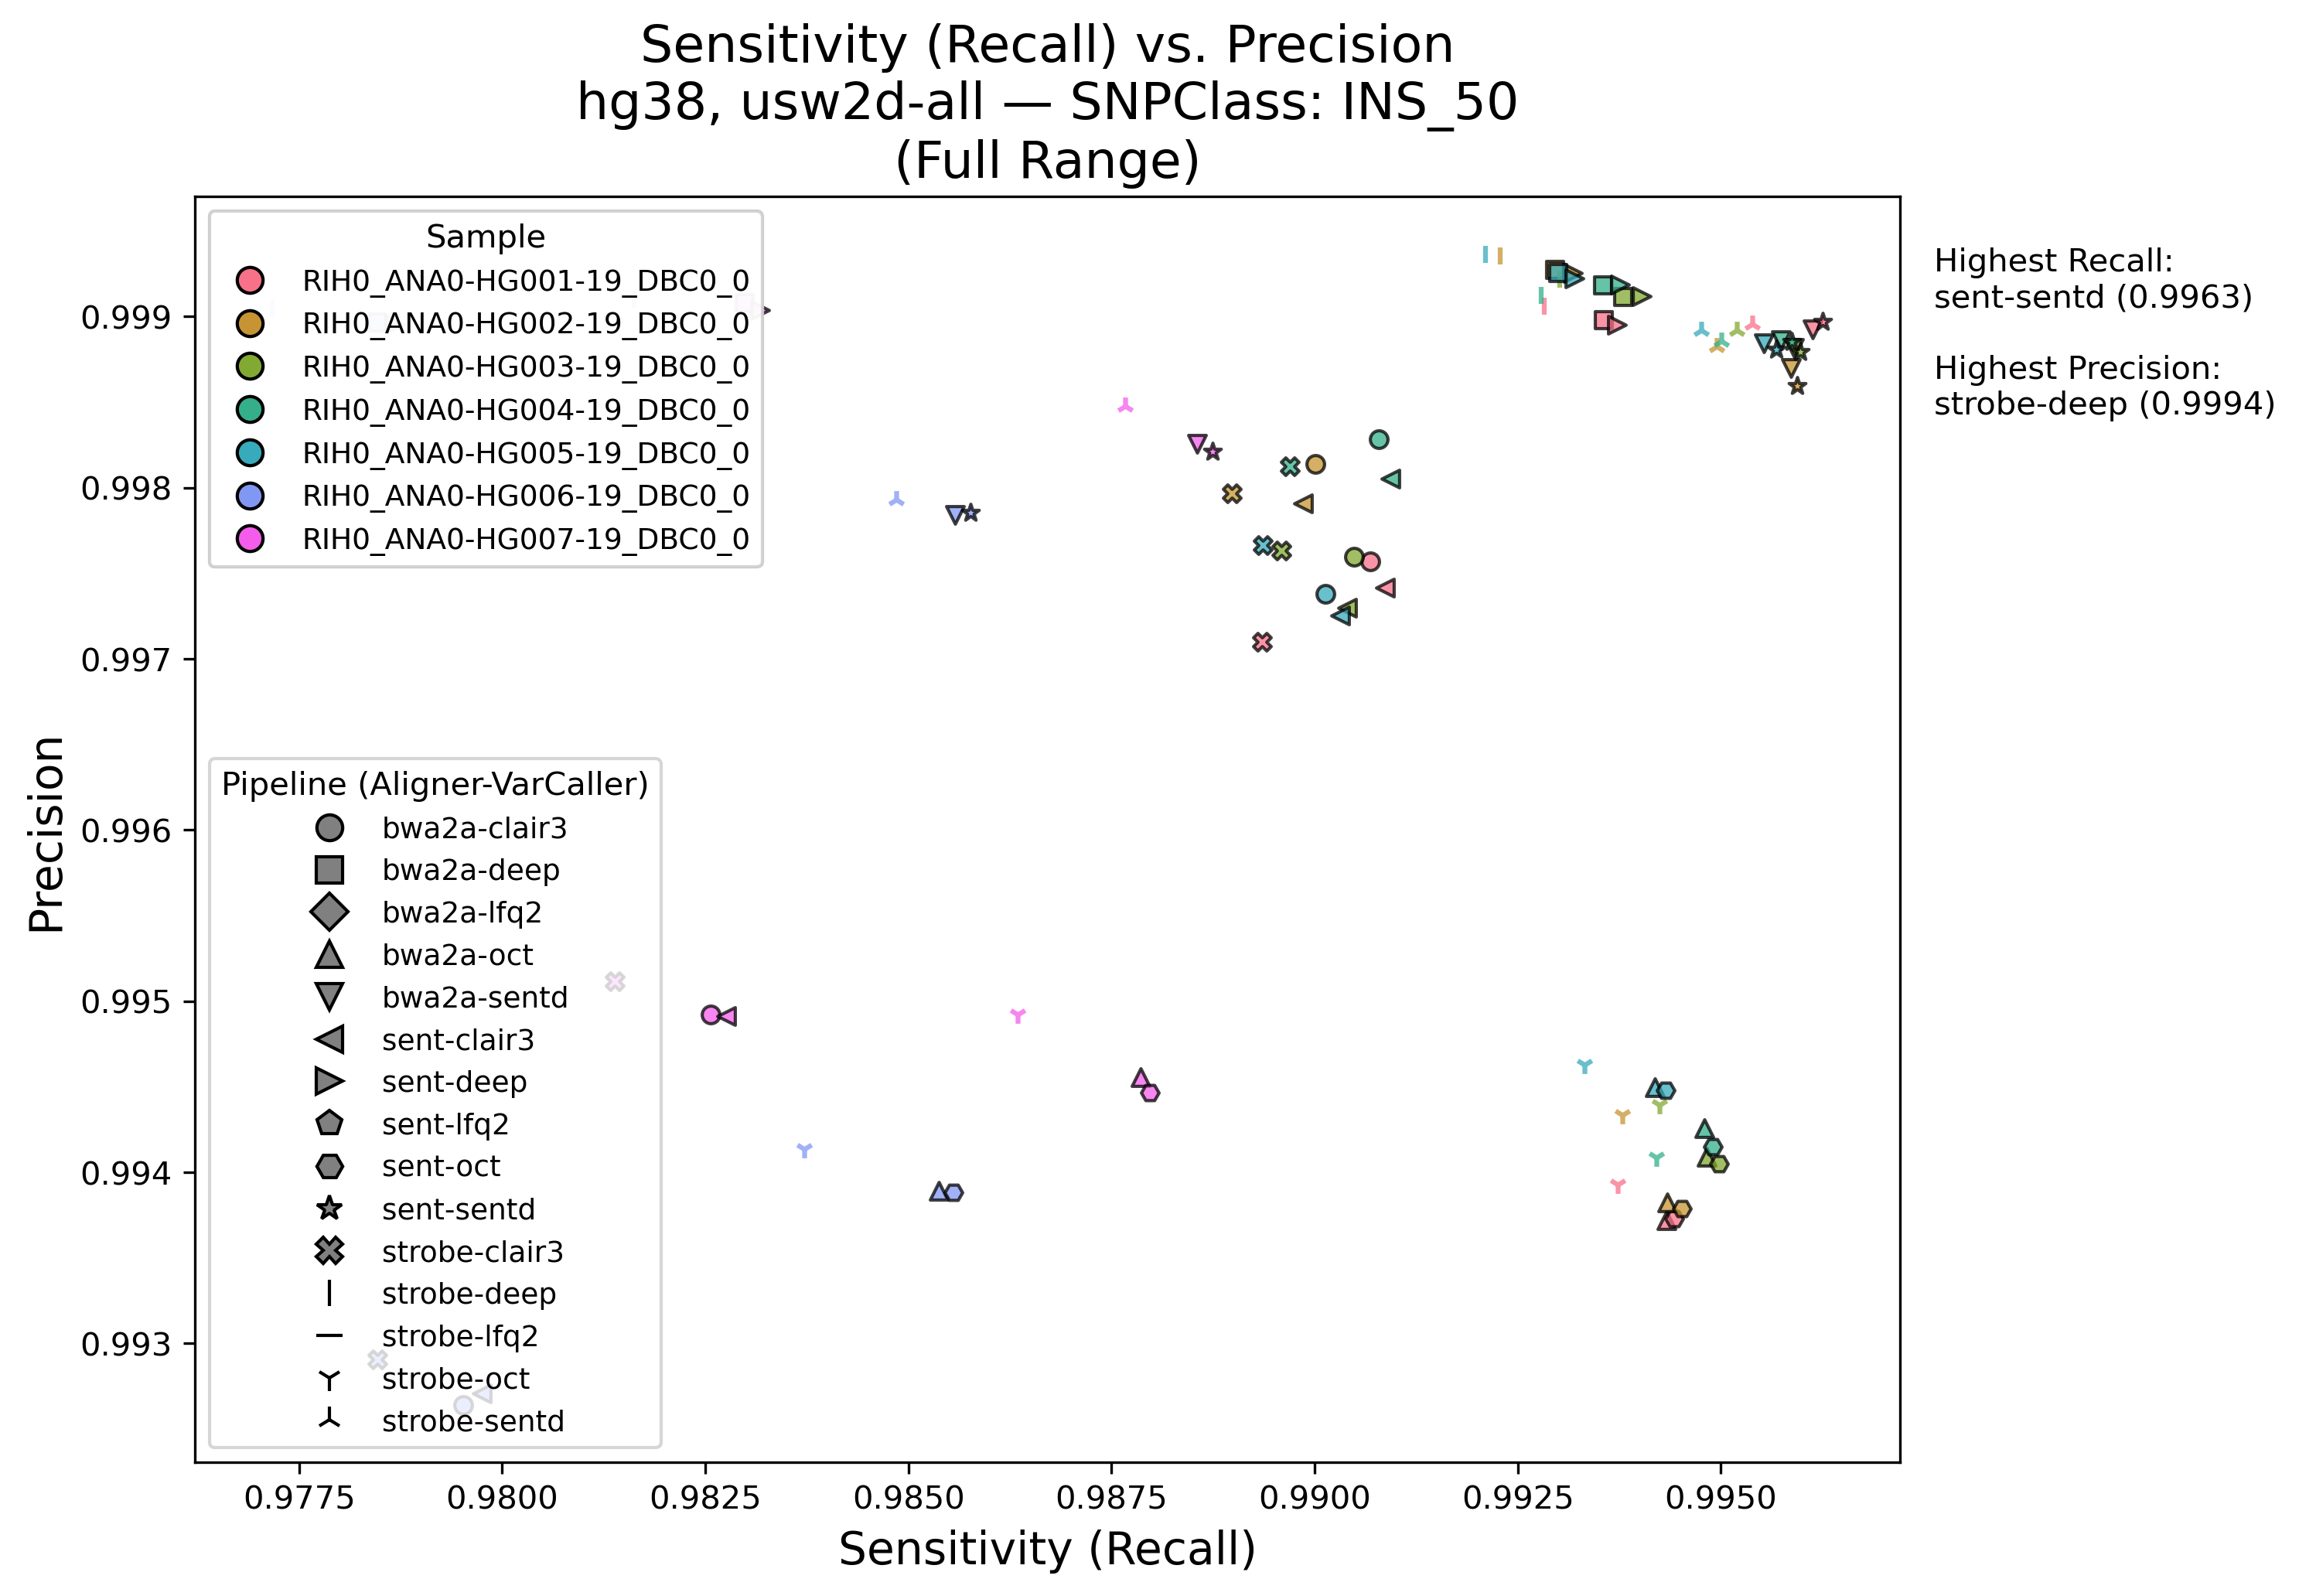 Sensitivity (Recall) vs. Precision
hg38, usw2d-all — SNPClass: INS_50
(Full Range)
Sample
RIH0_ANA0-HG001-19_DBC0_0
RIH0_ANA0-HG002-19_DBC0_0
RIH0_ANA0-HG003-19_DBC0_0
RIH0_ANA0-HG004-19_DBC0_0
RIH0_ANA0-HG005-19_DBC0_0
RIH0_ANA0-HG006-19_DBC0_0
RIH0_ANA0-HG007-19_DBC0_0
Highest Recall:
sent-sentd (0.9963)
Highest Precision:
strobe-deep (0.9994)
Pipeline (Aligner-VarCaller)
bwa2a-clair3
bwa2a-deep
bwa2a-lfq2
bwa2a-oct
bwa2a-sentd
sent-clair3
sent-deep
sent-lfq2
sent-oct
sent-sentd
strobe-clair3
strobe-deep
strobe-lfq2
strobe-oct
strobe-sentd
Precision
0.999
0.998
0.997
0.996
0.995
0.994
0.993
0.9775
0.9800
0.9825
0.9850
0.9875
0.9900
0.9925
0.9950
Sensitivity (Recall)